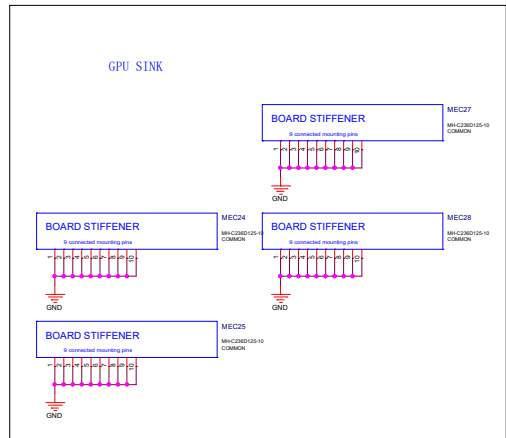 GPU SINK
MEC27
BOARD STIFFENER
MH-C236D125-10
COMMON
9 connected mounting pins
1 2 3 4 5 6 7 8 9 10
GND
MEC24
BOARD STIFFENER
MH-C236D125-10
COMMON
9 connected mounting pins
1 2 3 4 5 6 7 8 9 10
GND
MEC28
BOARD STIFFENER
MH-C236D125-10
COMMON
9 connected mounting pins
1 2 3 4 5 6 7 8 9 10
GND
MEC25
BOARD STIFFENER
MH-C236D125-10
COMMON
9 connected mounting pins
1 2 3 4 5 6 7 8 9 10
GND